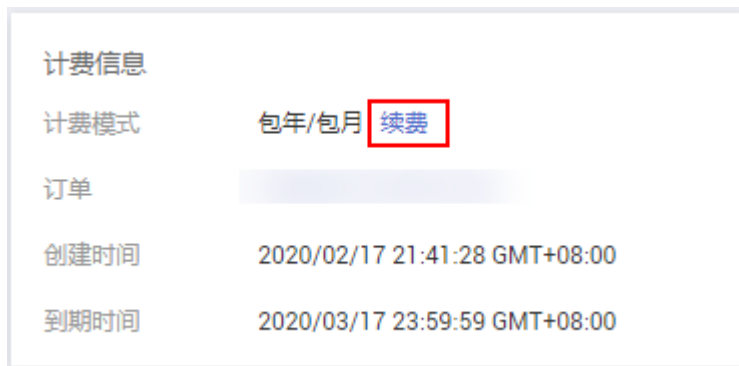 计费信息
计费模式 包年/包月 续费
订单
创建时间 2020/02/17 21:41:28 GMT+08:00
到期时间 2020/03/17 23:59:59 GMT+08:00